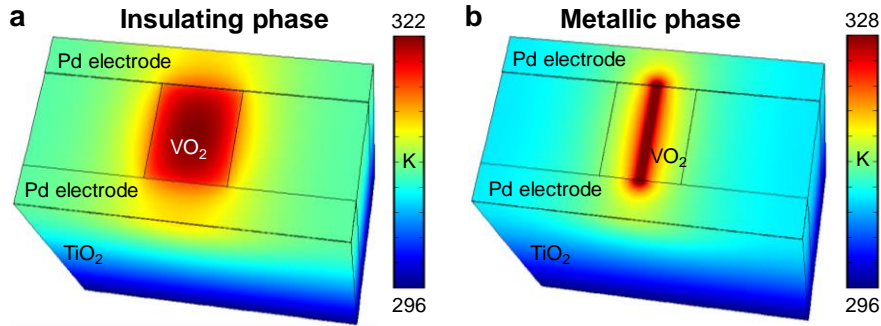 a Insulating phase
322
Pd electrode
VO₂
K
Pd electrode
TiO₂
296
b Metallic phase
328
Pd electrode
VO₂
K
Pd electrode
TiO₂
296